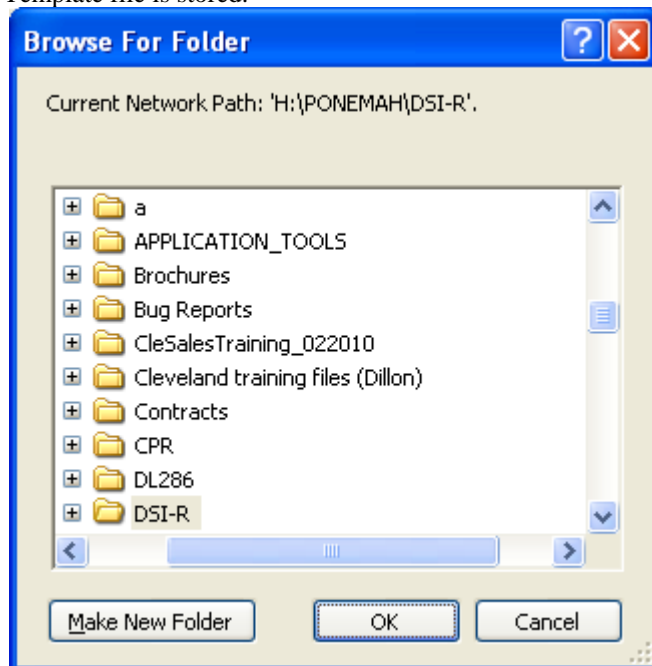 Template file is stored.
Browse For Folder
Current Network Path: 'H:\PONEMAH\DSI-R'.
a
APPLICATION_TOOLS
Brochures
Bug Reports
CleSalesTraining_022010
Cleveland training files (Dillon)
Contracts
CPR
DL286
DSI-R
Make New Folder
OK
Cancel